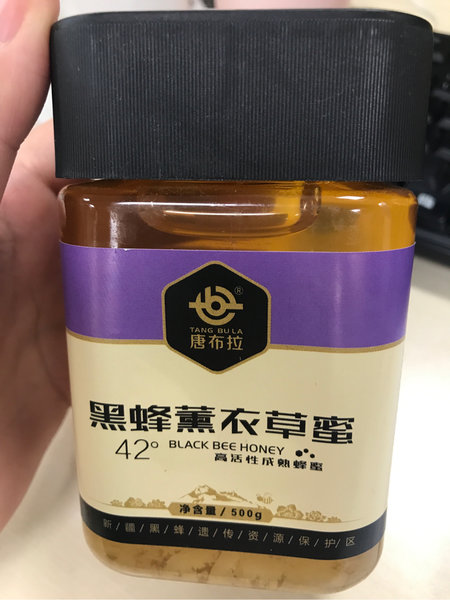 ®
TANG BU LA
唐布拉
黑蜂薰衣草蜜
42° BLACK BEE HONEY
高活性成熟蜂蜜
净含量/500g
新/疆/黑/蜂/遗/传/资/源/保/护/区